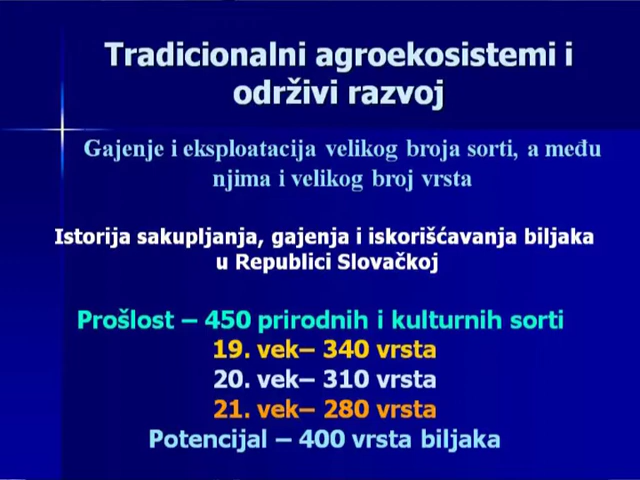 Tradicionalni agroekosistemi i
održivi razvoj
Gajenje i eksploatacija velikog broja sorti, a među
njima i velikog broj vrsta
Istorija sakupljanja, gajenja i iskorišćavanja biljaka
u Republici Slovačkoj
Prošlost – 450 prirodnih i kulturnih sorti
19. vek– 340 vrsta
20. vek– 310 vrsta
21. vek– 280 vrsta
Potencijal – 400 vrsta biljaka